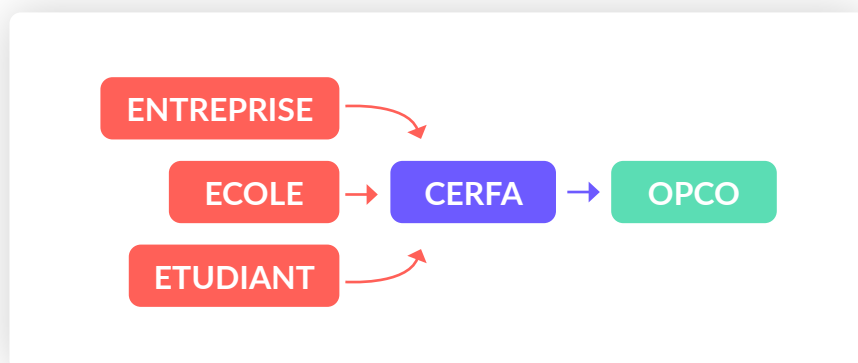 ENTREPRISE
ECOLE
CERFA
OPCO
ETUDIANT